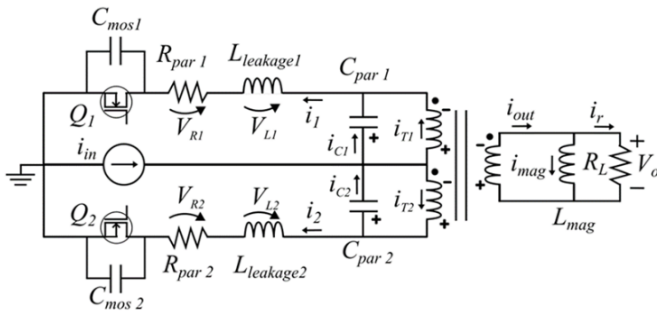 C_mos1
R_par 1
L_leakage1
C_par 1
Q_1
V_R1
V_L1
i_1
i_C1
i_T1
i_in
i_out
i_r
i_mag
R_L
V_o
+
−
L_mag
V_R2
V_L2
i_C2
i_T2
Q_2
i_2
R_par 2
L_leakage2
C_par 2
C_mos 2